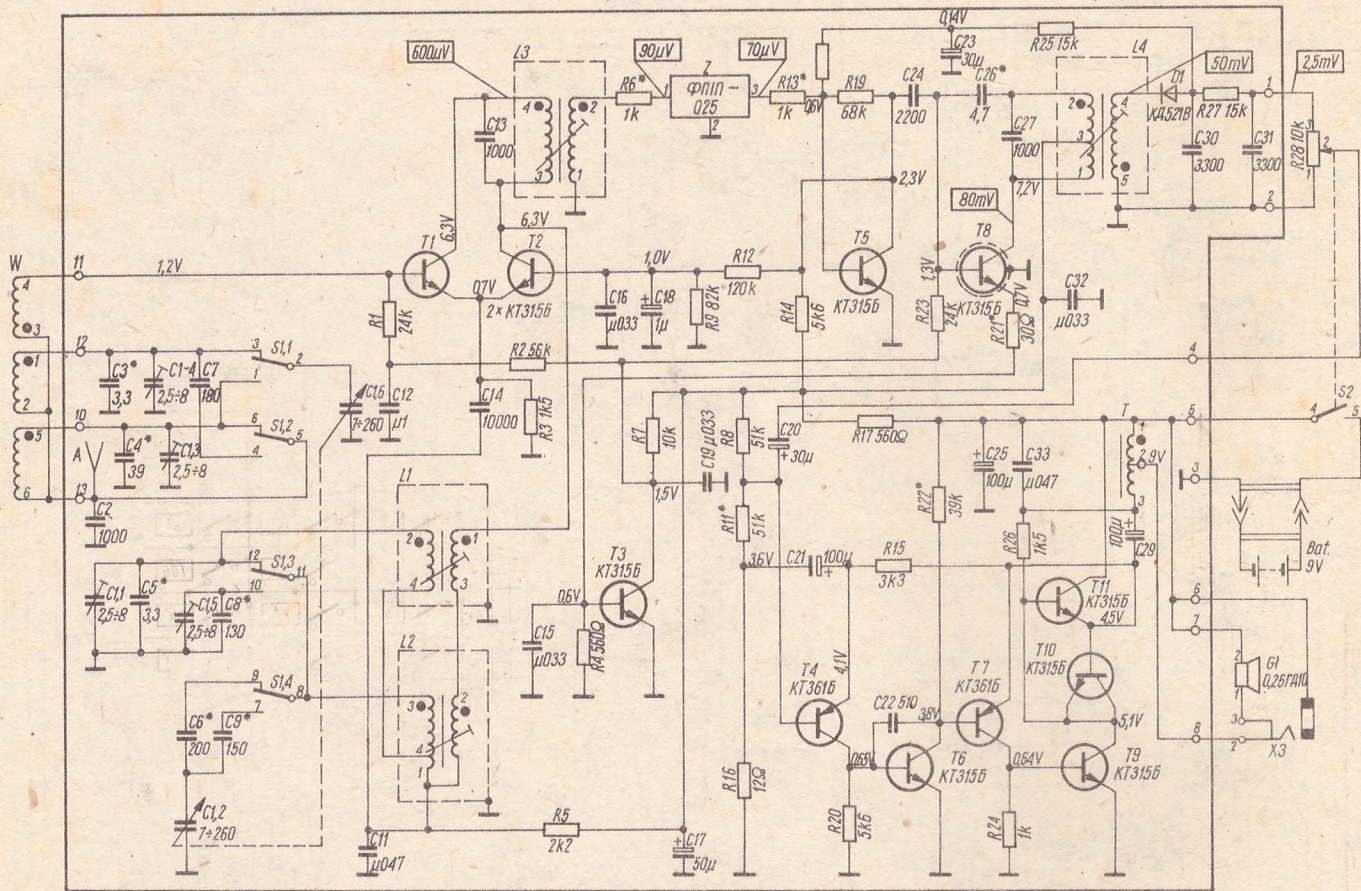 0,14V
C23
30µ
R25 15k
L3
L4
600µV
90µV
70µV
50mV
2,5mV
R6*
1k
Z
ФП1П-
025
R13*
1k
0,6V
R19
68k
C24
2200
C26*
4,7
C27
1000
D1
КД521В
R27 15k
C30
3300
C31
3300
R28 10k
C13
1000
2,3V
7,2V
80mV
6,3V
6,3V
T1
T2
T5
T8
W
11
1,2V
0,7V
2× КТ315Б
1,0V
R12
120k
КТ315Б
1,3V
КТ315Б
0,7V
C32
µ033
R1
24k
C16
µ033
C18
1µ
R9 82k
R14
5k6
R23
24k
R21*
30Ω
12
C3*
3,3
C1-4
2,5÷8
C7
180
S1,1
R2 56k
C1,6
7÷260
C12
µ1
C14
10000
R3 1k5
R7
10k
C19 µ033
R8
51k
C20
30µ
R17 560Ω
S2
10
A
C4*
39
C1,3
2,5÷8
S1,2
13
C2
1000
1,5V
R11*
51k
C25
100µ
C33
µ047
T
9V
R22*
39k
R26
1k5
100µ
C29
Bat.
9V
L1
L2
C1,1
2,5÷8
C5*
3,3
S1,3
C1,5
2,5÷8
C8*
130
T3
КТ315Б
0,6V
C15
µ033
R4 560Ω
3,6V
C21
100µ
R15
3k3
T11
КТ315Б
4,5V
T10
КТ315Б
S1,4
C6*
200
C9*
150
T4
КТ361Б
4,1V
C22 510
3,8V
T7
КТ361Б
5,1V
G1
0,25ГД10
X3
0,65V
T6
КТ315Б
0,64V
T9
КТ315Б
C1,2
7÷260
C11
µ047
R5
2k2
C17
50µ
R16
12Ω
R20
5k6
R24
1k